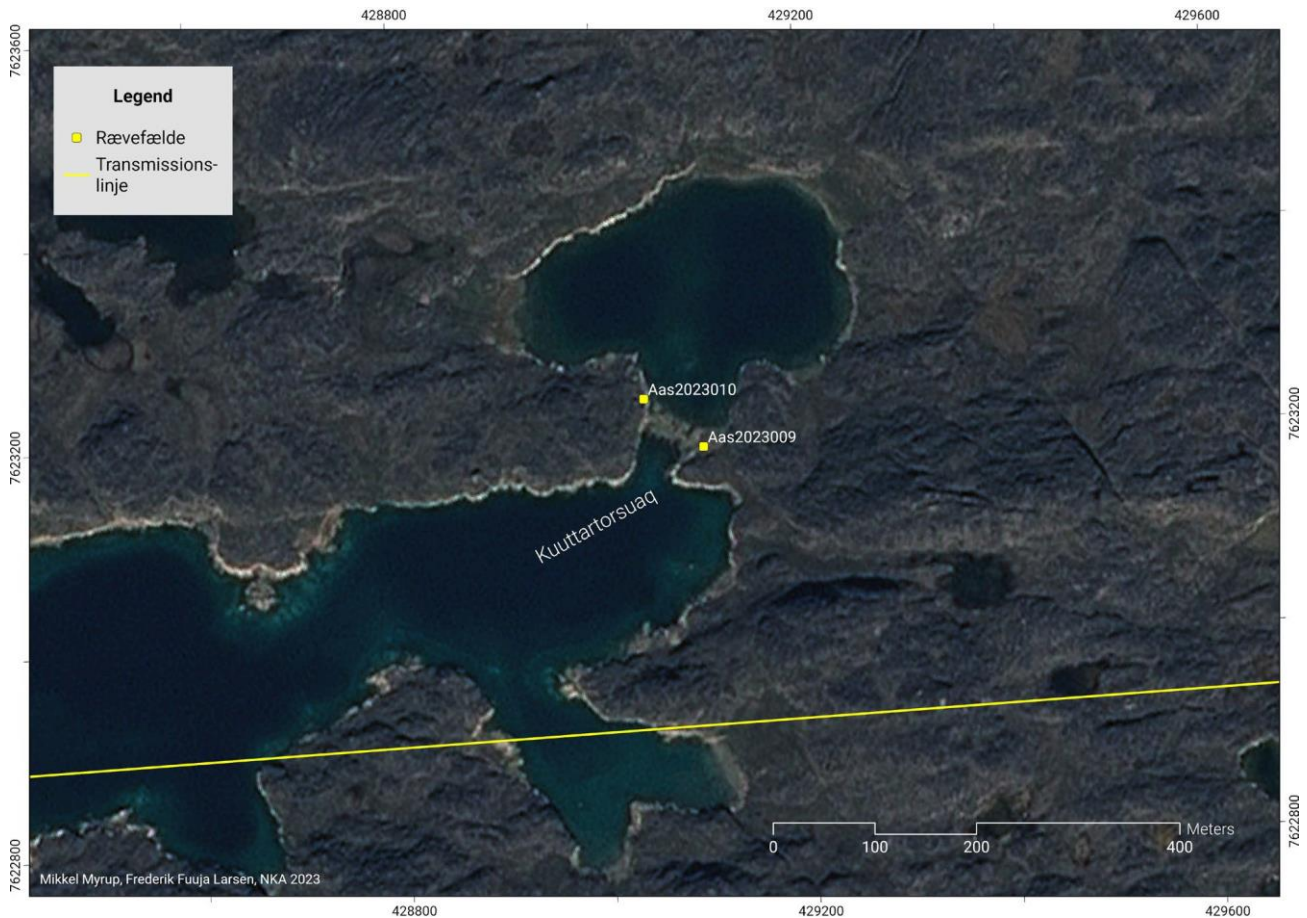 428800
429200
429600
7623600
Legend
Rævefælde
Transmissions-
linje
Aas2023010
Aas2023009
7623200
7623200
Kuuttartorsuaq
7622800
7622800
Meters
0
100
200
400
Mikkel Myrup, Frederik Fuuja Larsen, NKA 2023
428800
429200
429600